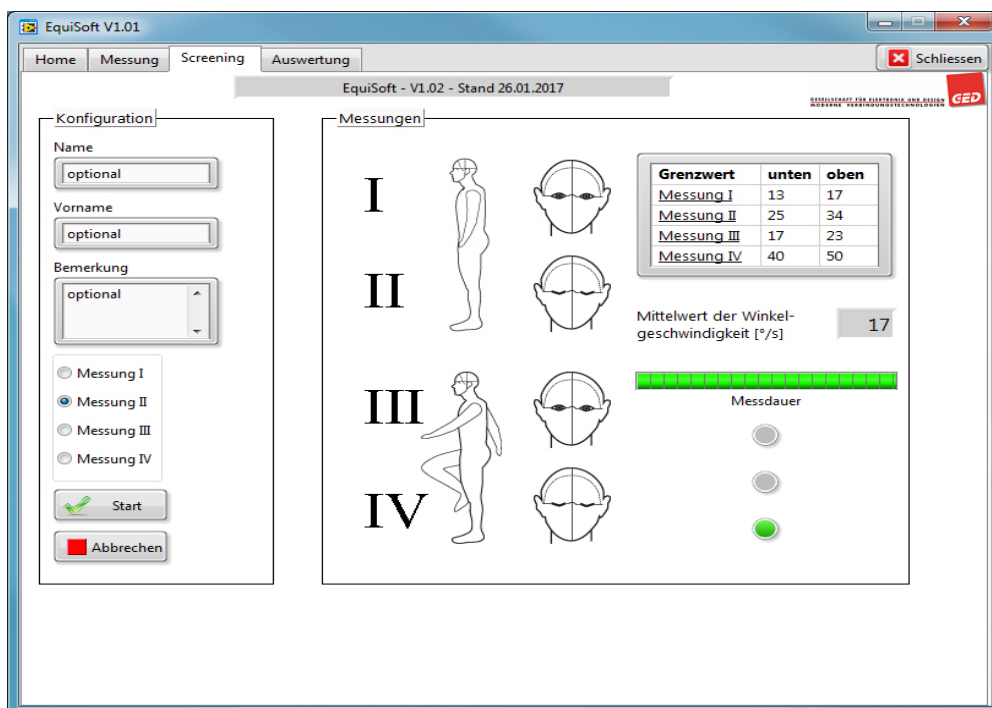 EquiSoft V1.01
Home Messung Screening Auswertung Schliessen
EquiSoft - V1.02 - Stand 26.01.2017
GESELLSCHAFT FÜR ELEKTRONIK UND DESIGN
MODERNE VERBINDUNGSTECHNOLOGIEN
GED
Konfiguration
Name
optional
Vorname
optional
Bemerkung
optional
Messung I
Messung II
Messung III
Messung IV
Start
Abbrechen
Messungen
I
II
III
IV
Grenzwert unten oben
Messung I 13 17
Messung II 25 34
Messung III 17 23
Messung IV 40 50
Mittelwert der Winkel-
geschwindigkeit [°/s] 17
Messdauer